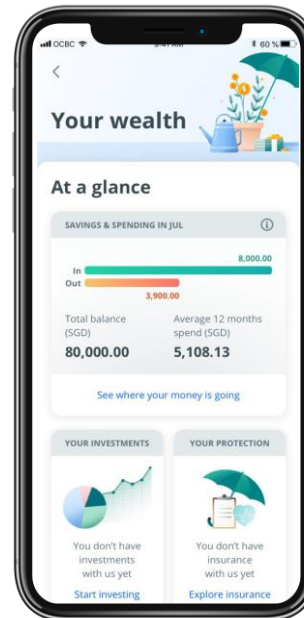 OCBC
9:41 AM
60 %
Your wealth
At a glance
SAVINGS & SPENDING IN JUL
8,000.00
In
Out
3,900.00
Total balance
(SGD)
Average 12 months
spend (SGD)
80,000.00
5,108.13
See where your money is going
YOUR INVESTMENTS
YOUR PROTECTION
You don't have
investments
with us yet
You don't have
insurance
with us yet
Start investing
Explore insurance